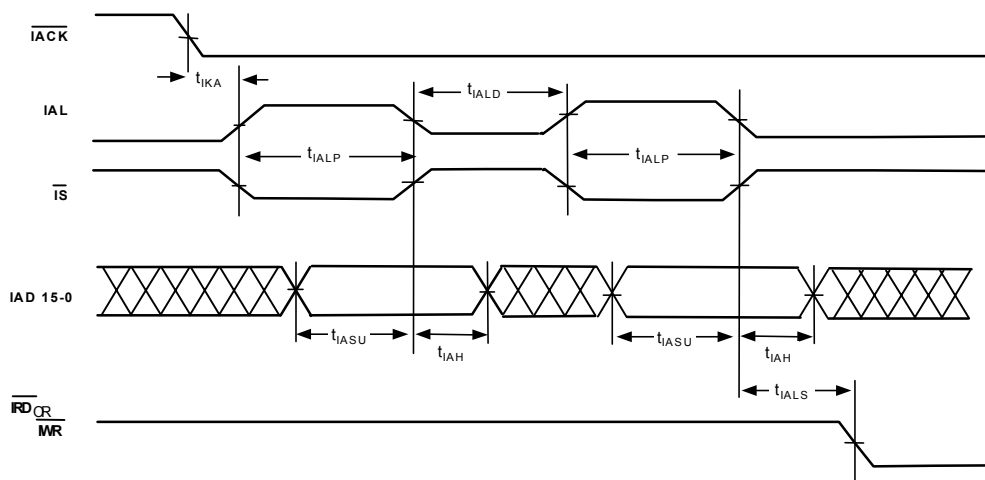 IACK
tIKA
IAL
tIALD
tIALP
tIALP
IS
IAD 15-0
tIASU
tIAH
tIASU
tIAH
tIALS
IRD OR
IWR